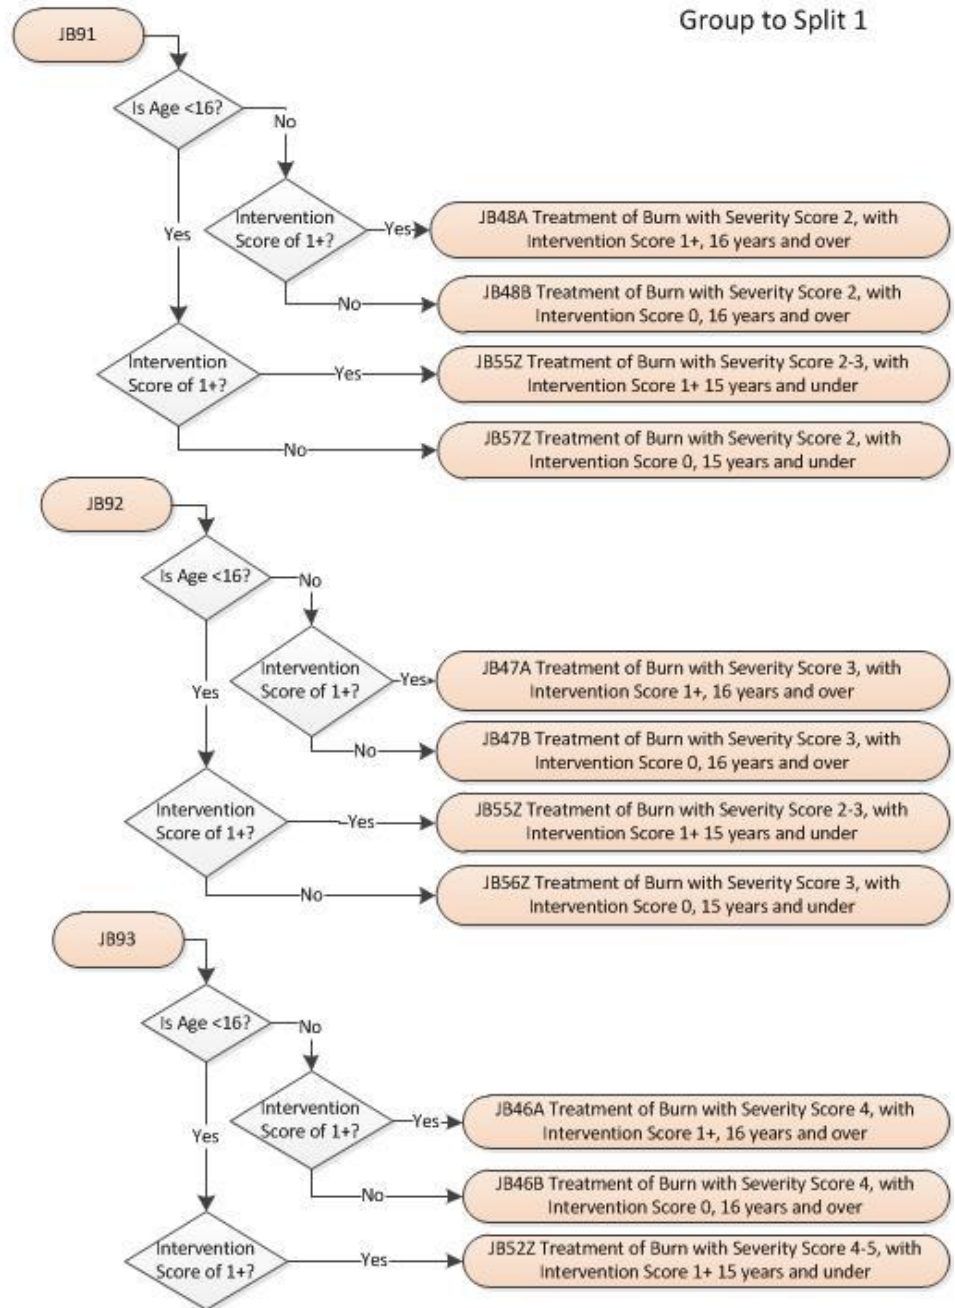 Group to Split 1
JB91
Is Age <16?
No
Yes
Intervention
Score of 1+?
Yes
JB48A Treatment of Burn with Severity Score 2, with
Intervention Score 1+, 16 years and over
No
JB48B Treatment of Burn with Severity Score 2, with
Intervention Score 0, 16 years and over
Intervention
Score of 1+?
Yes
JB55Z Treatment of Burn with Severity Score 2-3, with
Intervention Score 1+ 15 years and under
No
JB57Z Treatment of Burn with Severity Score 2, with
Intervention Score 0, 15 years and under
JB92
Is Age <16?
No
Yes
Intervention
Score of 1+?
Yes
JB47A Treatment of Burn with Severity Score 3, with
Intervention Score 1+, 16 years and over
No
JB47B Treatment of Burn with Severity Score 3, with
Intervention Score 0, 16 years and over
Intervention
Score of 1+?
Yes
JB55Z Treatment of Burn with Severity Score 2-3, with
Intervention Score 1+ 15 years and under
No
JB56Z Treatment of Burn with Severity Score 3, with
Intervention Score 0, 15 years and under
JB93
Is Age <16?
No
Yes
Intervention
Score of 1+?
Yes
JB46A Treatment of Burn with Severity Score 4, with
Intervention Score 1+, 16 years and over
No
JB46B Treatment of Burn with Severity Score 4, with
Intervention Score 0, 16 years and over
Intervention
Score of 1+?
Yes
JB52Z Treatment of Burn with Severity Score 4-5, with
Intervention Score 1+ 15 years and under